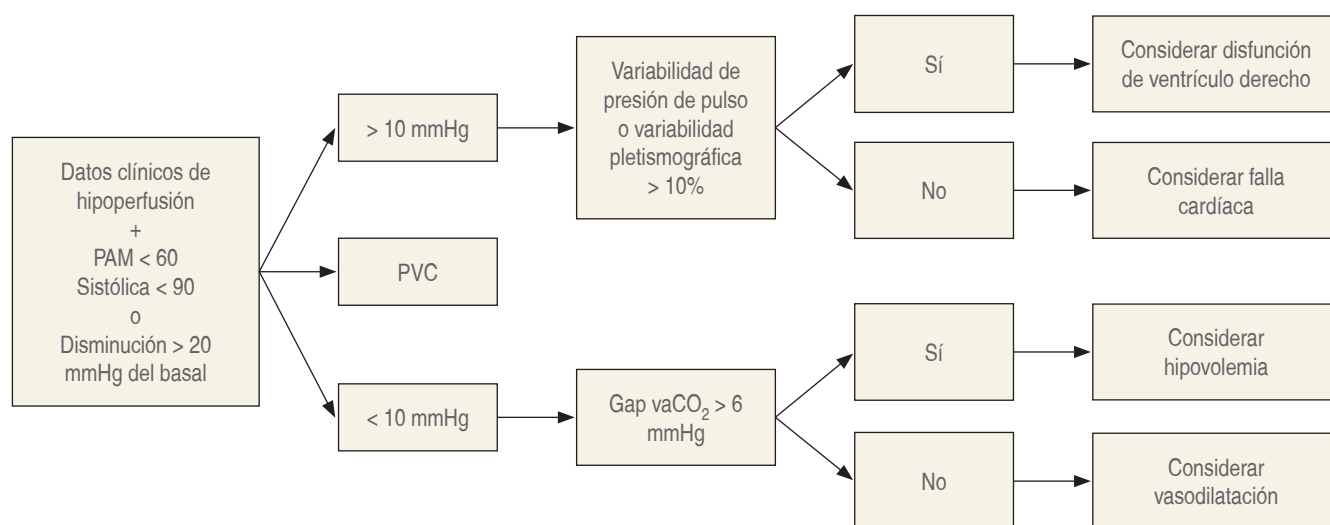 Datos clínicos de
hipoperfusión
+
PAM < 60
Sistólica < 90
o
Disminución > 20
mmHg del basal
> 10 mmHg
PVC
< 10 mmHg
Variabilidad de
presión de pulso
o variabilidad
pletismográfica
> 10%
Gap vaCO₂ > 6
mmHg
Sí
Considerar disfunción
de ventrículo derecho
No
Considerar falla
cardíaca
Sí
Considerar
hipovolemia
No
Considerar
vasodilatación